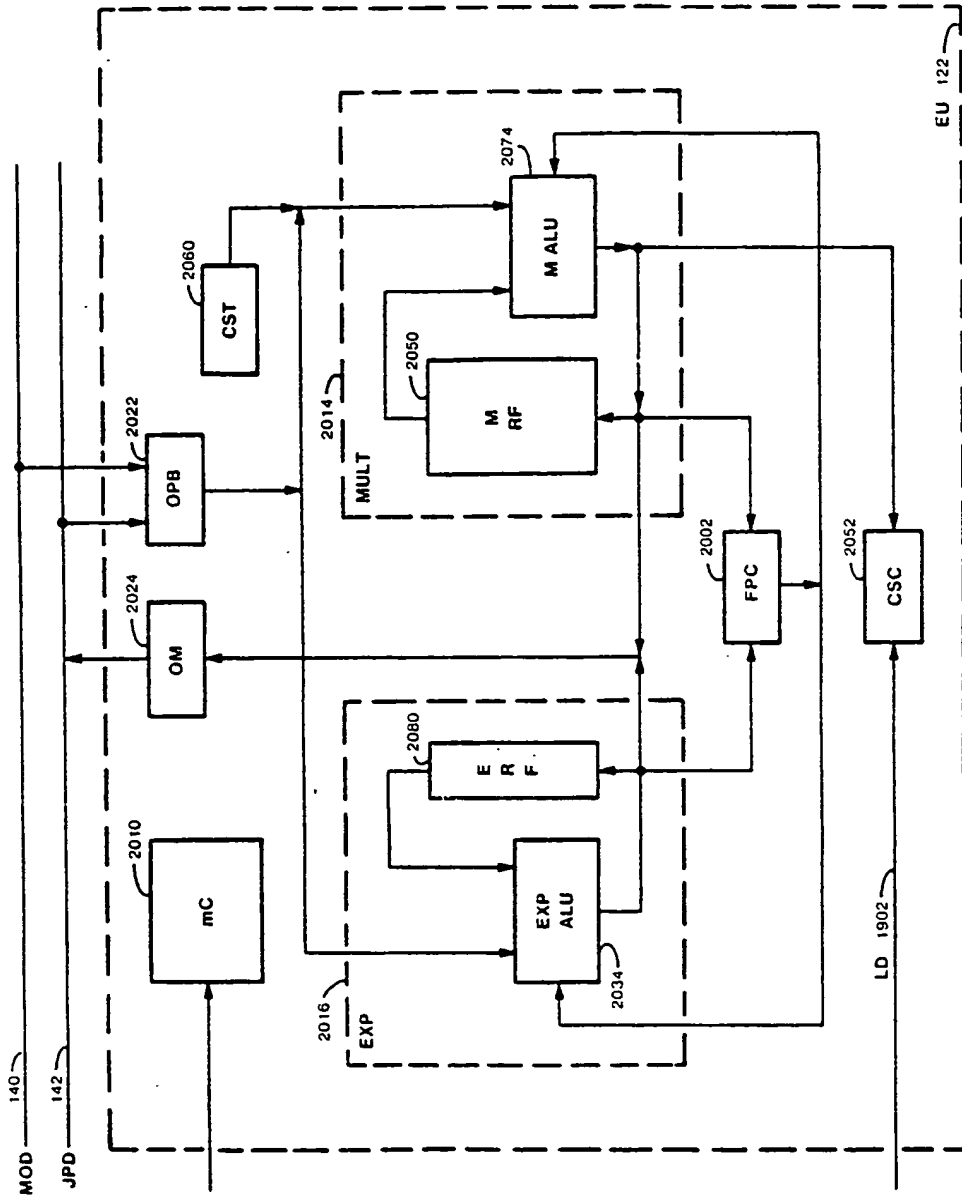 MOD
140
JPD
142
2010
mC
2024
OM
2022
OPB
2060
CST
2016
EXP
2080
E
R
F
EXP
ALU
2034
2014
MULT
2050
M
RF
2074
M ALU
2002
FPC
2052
CSC
LD 1902
EU 122